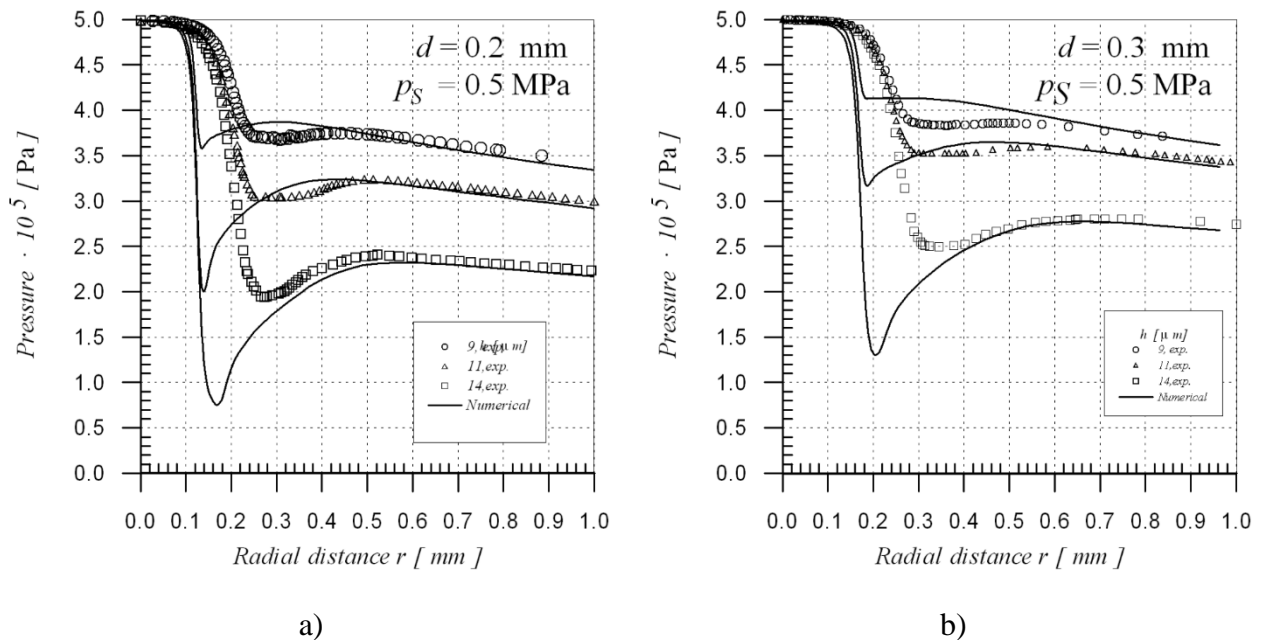 d = 0.2 mm
pS = 0.5 MPa
Pressure · 10 5 [ Pa ]
5.0
4.5
4.0
3.5
3.0
2.5
2.0
1.5
1.0
0.5
0.0
h [μ m]
9, exp.
11,exp.
14,exp.
Numerical
0.0 0.1 0.2 0.3 0.4 0.5 0.6 0.7 0.8 0.9 1.0
Radial distance r [ mm ]
a)
d = 0.3 mm
pS = 0.5 MPa
Pressure · 10 5 [ Pa ]
5.0
4.5
4.0
3.5
3.0
2.5
2.0
1.5
1.0
0.5
0.0
h [μ m]
9, exp.
11,exp.
14,exp.
Numerical
0.0 0.1 0.2 0.3 0.4 0.5 0.6 0.7 0.8 0.9 1.0
Radial distance r [ mm ]
b)